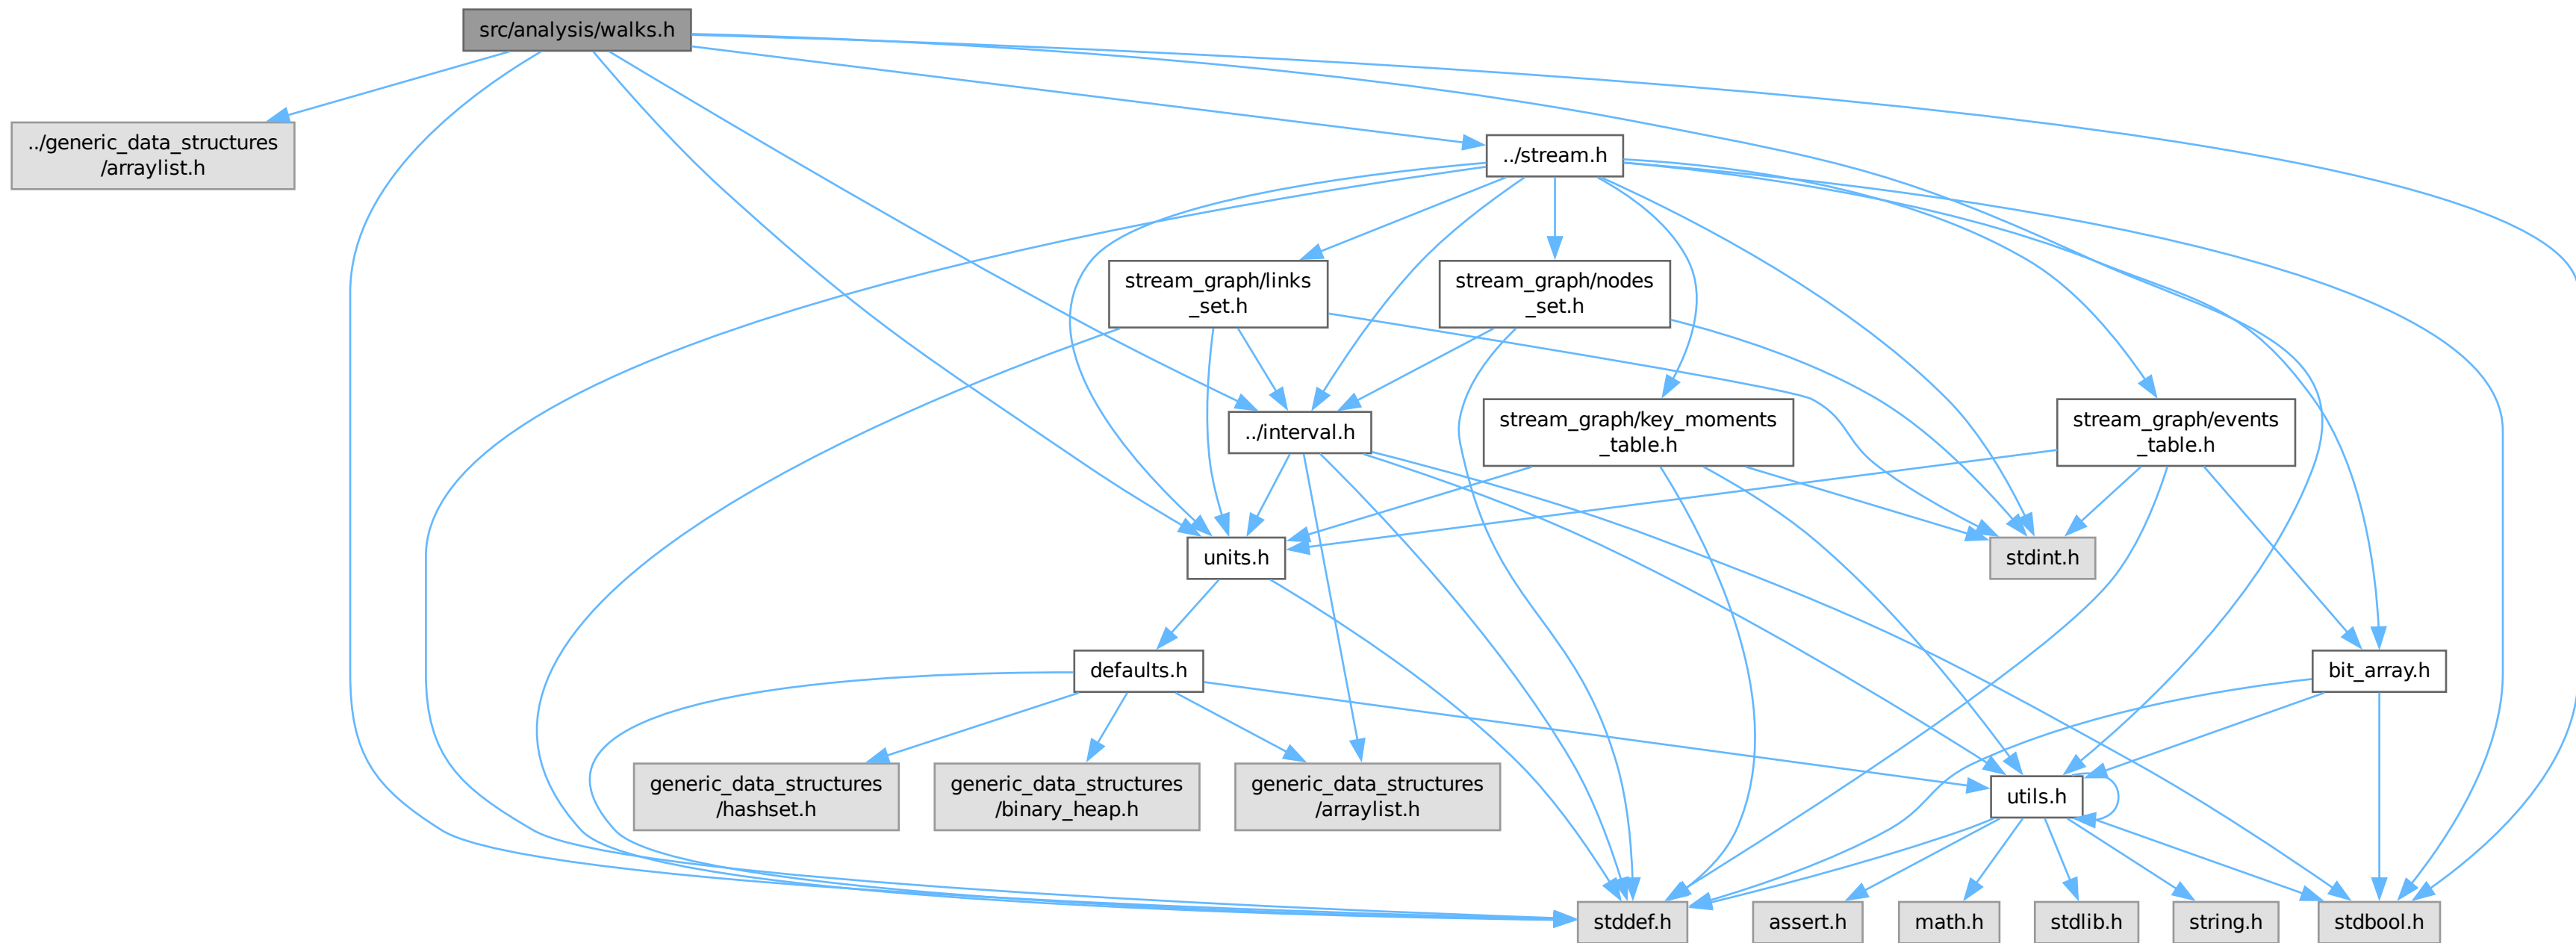 src/analysis/walks.h
../generic_data_structures
/arraylist.h
../stream.h
stream_graph/links
_set.h
stream_graph/nodes
_set.h
../interval.h
stream_graph/key_moments
_table.h
stream_graph/events
_table.h
units.h
stdint.h
defaults.h
bit_array.h
generic_data_structures
/hashset.h
generic_data_structures
/binary_heap.h
generic_data_structures
/arraylist.h
utils.h
stddef.h
assert.h
math.h
stdlib.h
string.h
stdbool.h